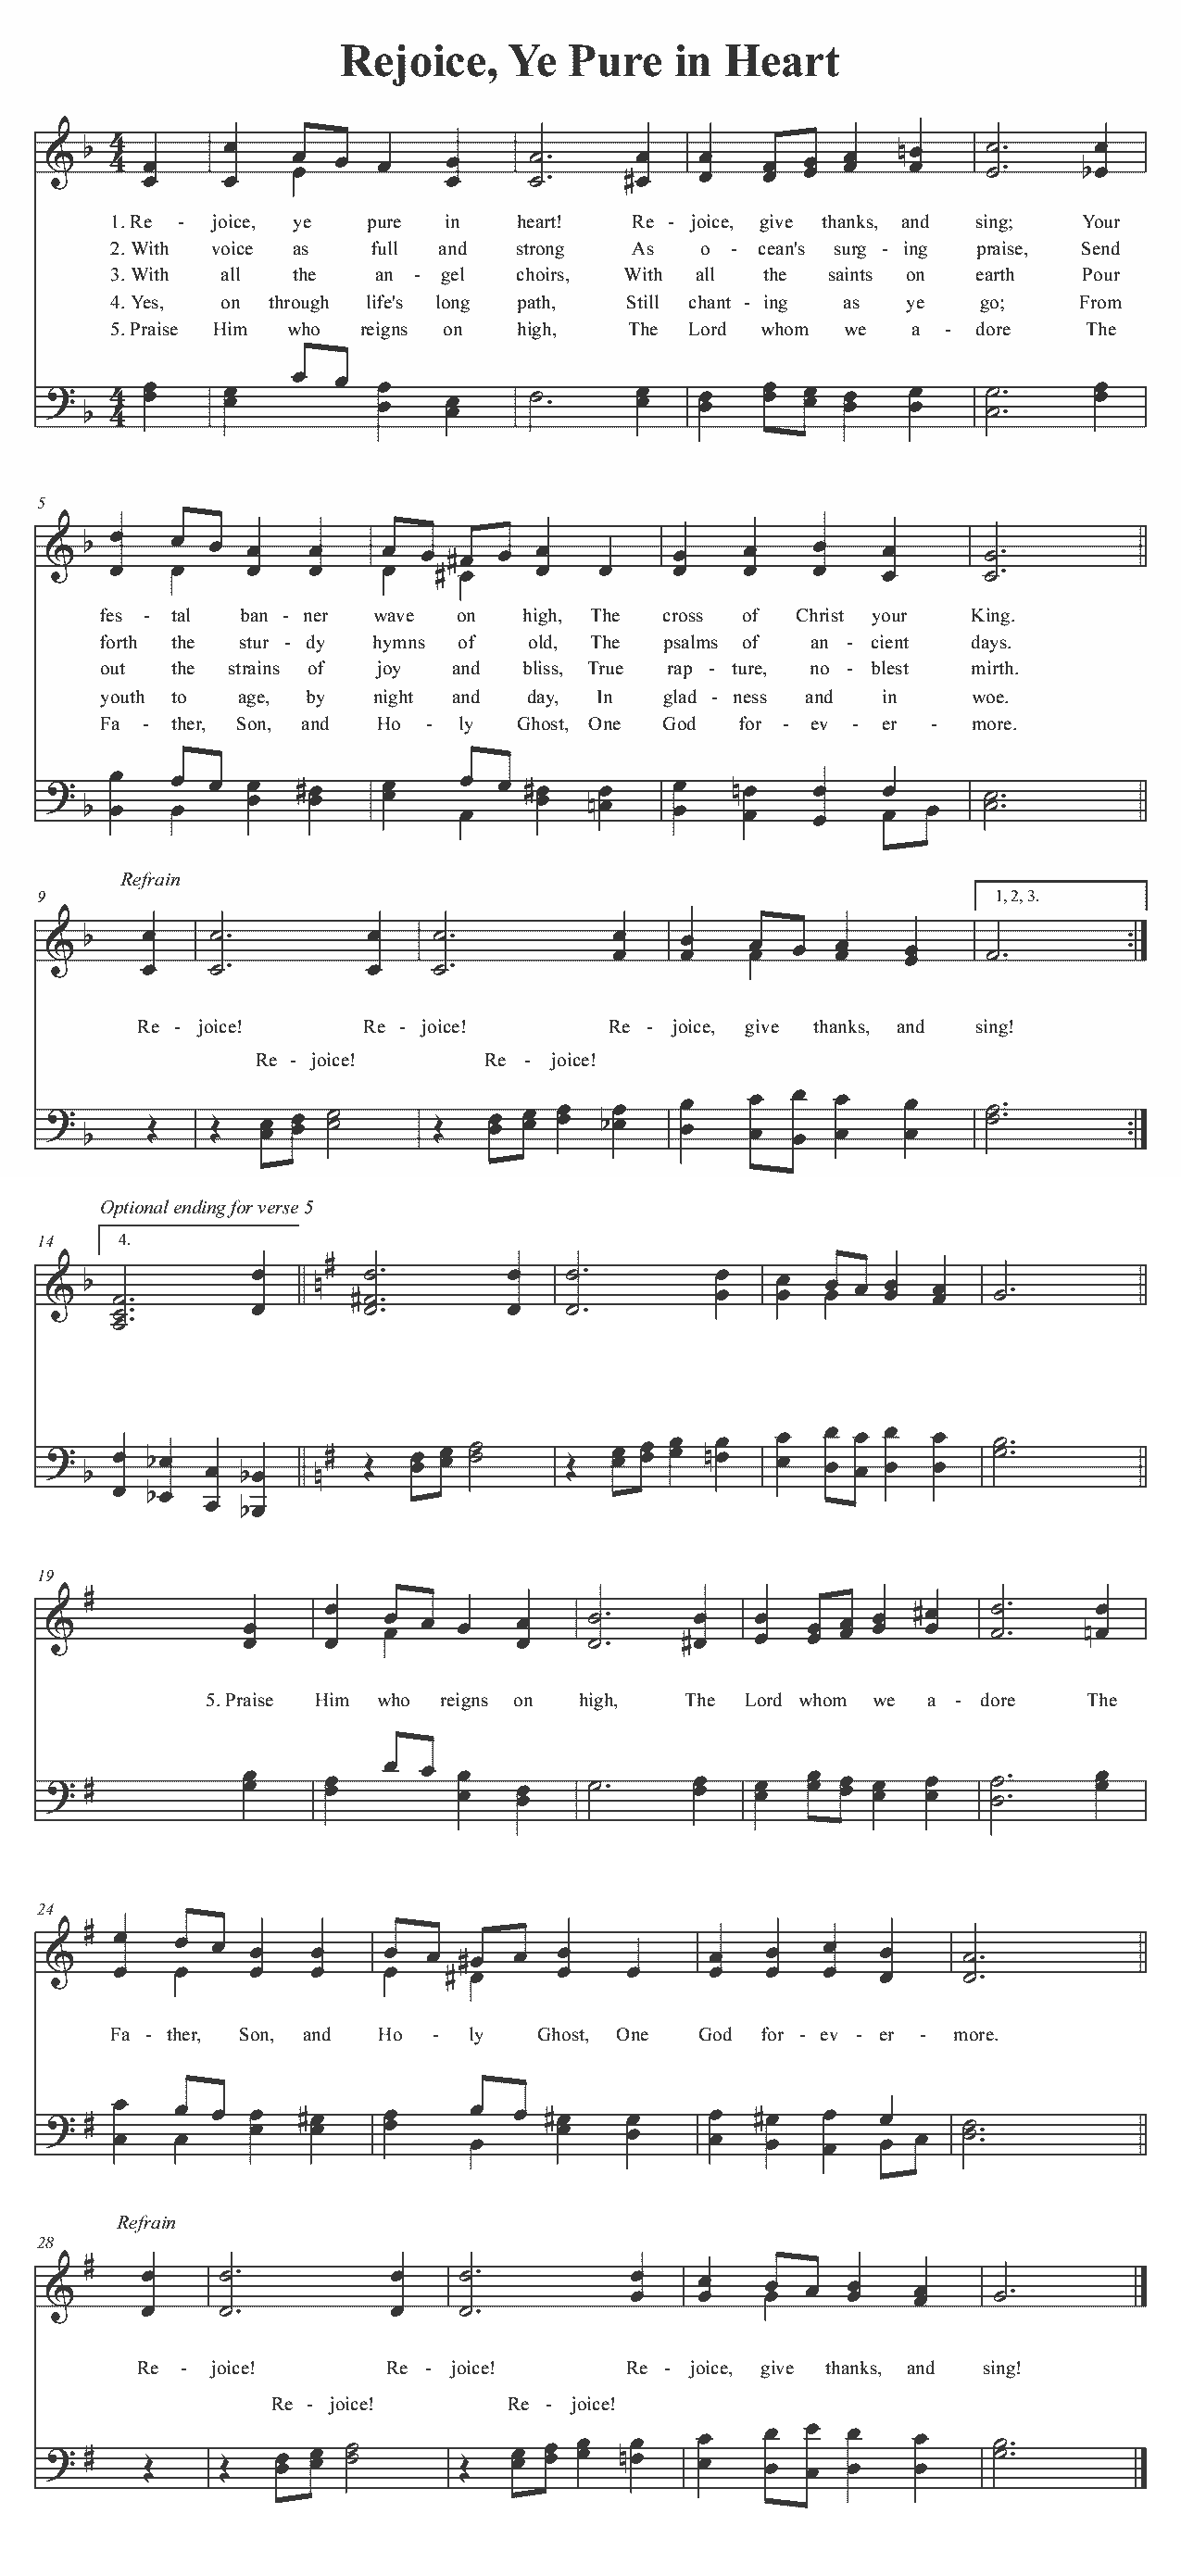 Rejoice, Ye Pure in Heart
1. Re - joice, ye pure in heart! Re - joice, give thanks, and sing; Your
2. With voice as full and strong As o - cean's surg - ing praise, Send
3. With all the an - gel choirs, With all the saints on earth Pour
4. Yes, on through life's long path, Still chant - ing as ye go; From
5. Praise Him who reigns on high, The Lord whom we a - dore The
5
fes - tal ban - ner wave on high, The cross of Christ your King.
forth the stur - dy hymns of old, The psalms of an - cient days.
out the strains of joy and bliss, True rap - ture, no - blest mirth.
youth to age, by night and day, In glad - ness and in woe.
Fa - ther, Son, and Ho - ly Ghost, One God for - ev - er - more.
Refrain
9
1, 2, 3.
Re - joice! Re - joice! Re - joice, give thanks, and sing!
Re - joice! Re - joice!
Optional ending for verse 5
14
4.
19
5. Praise Him who reigns on high, The Lord whom we a - dore The
24
Fa - ther, Son, and Ho - ly Ghost, One God for - ev - er - more.
Refrain
28
Re - joice! Re - joice! Re - joice, give thanks, and sing!
Re - joice! Re - joice!